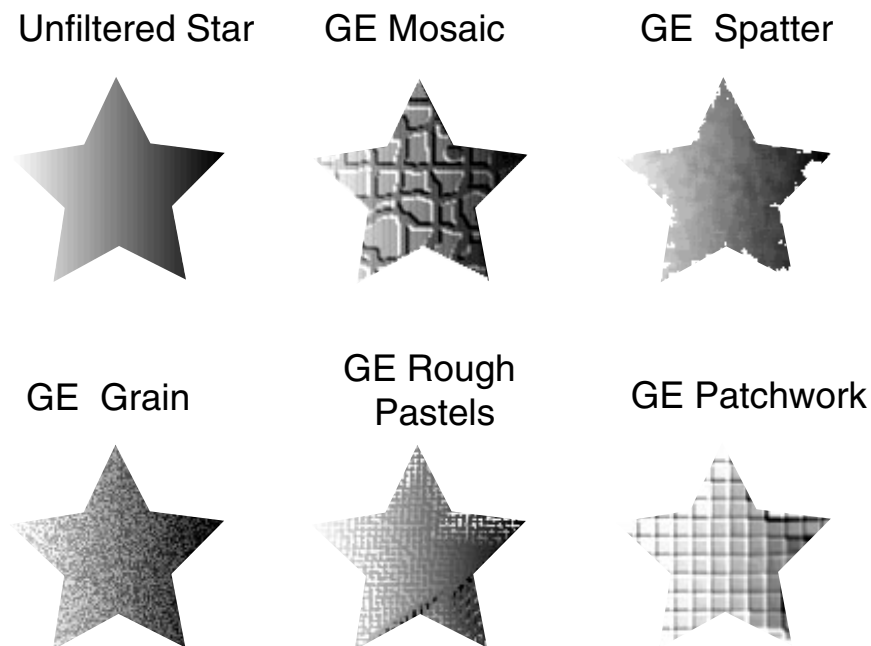 Unfiltered Star
GE Mosaic
GE  Spatter
GE  Grain
GE Rough
Pastels
GE Patchwork